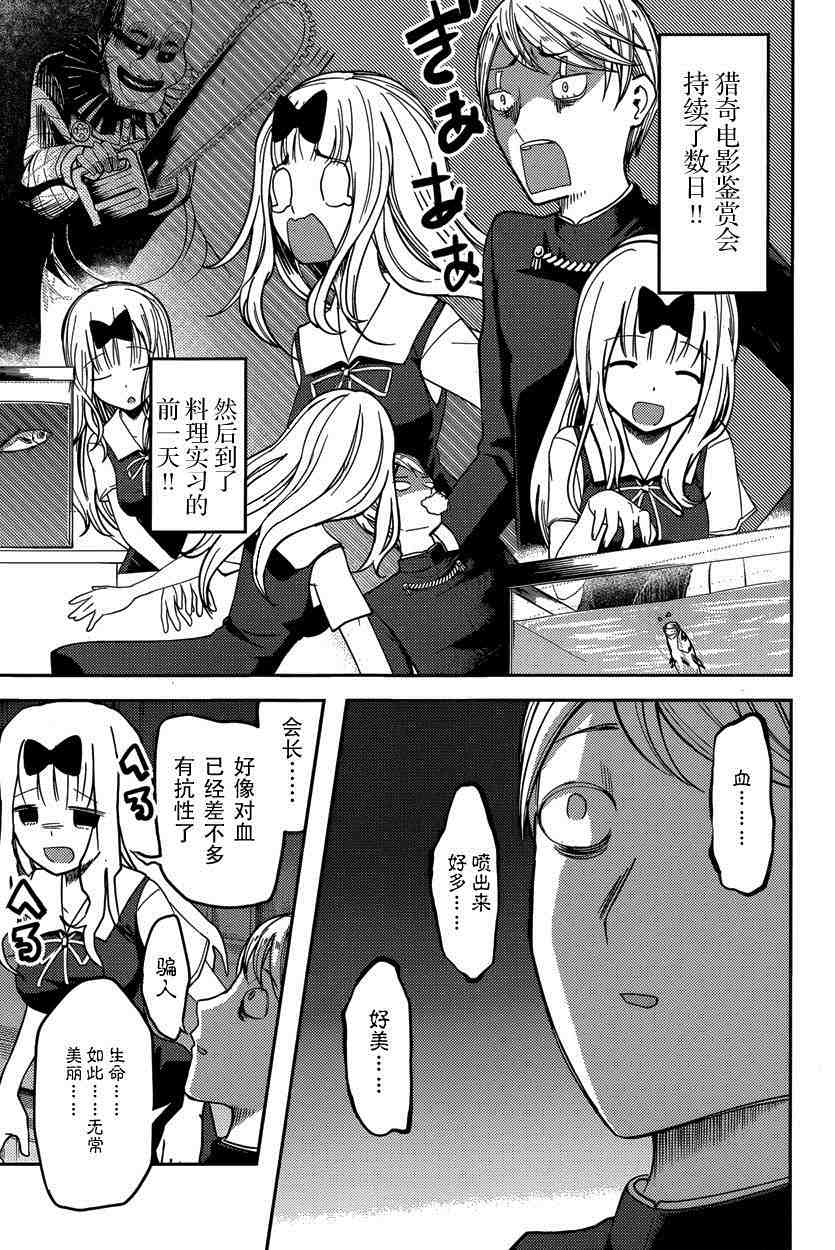 猎奇电影鉴赏会
持续了数日!!
ぎぁぁぁ
然后到了
料理实习的
前一天!!
血………
喷出来
好多……
好美……
会长……
好像对血
已经差不多
有抗性了
へろ
へろ
骗人
生命……
如此……无常
美丽……